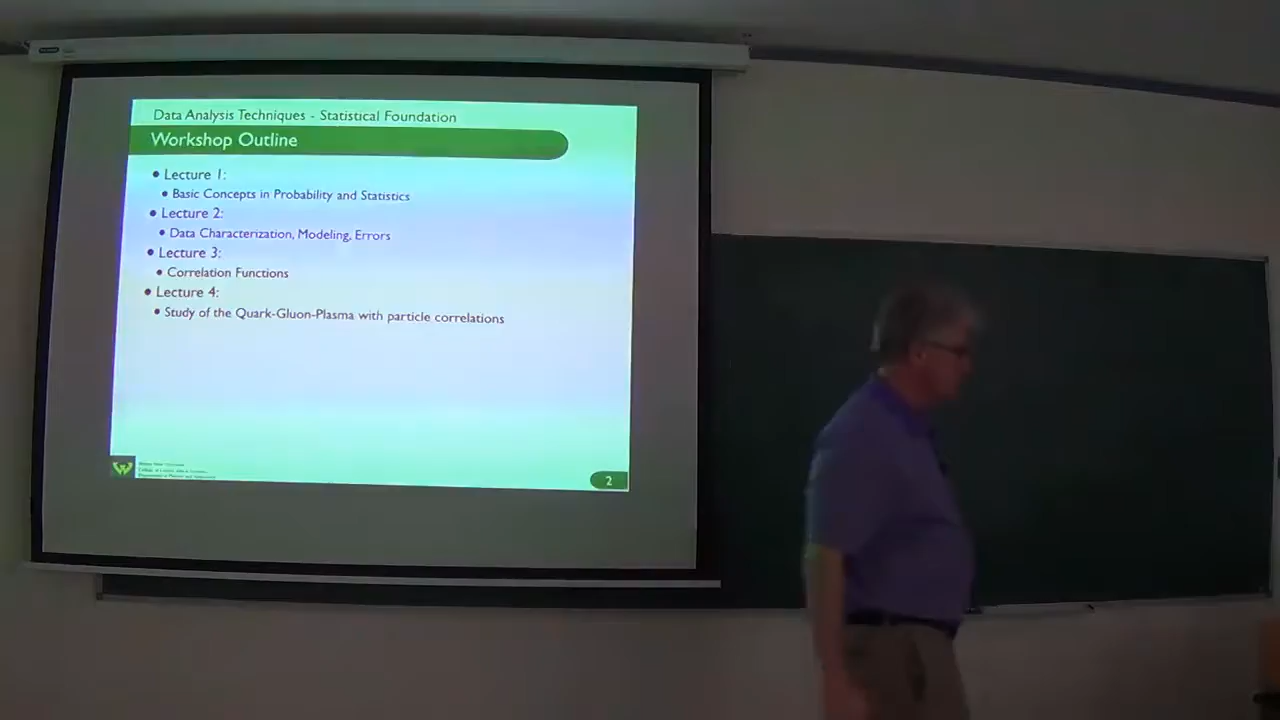 Data Analysis Techniques - Statistical Foundation
Workshop Outline
• Lecture 1:
• Basic Concepts in Probability and Statistics
• Lecture 2:
• Data Characterization, Modeling, Errors
• Lecture 3:
• Correlation Functions
• Lecture 4:
• Study of the Quark-Gluon-Plasma with particle correlations
2